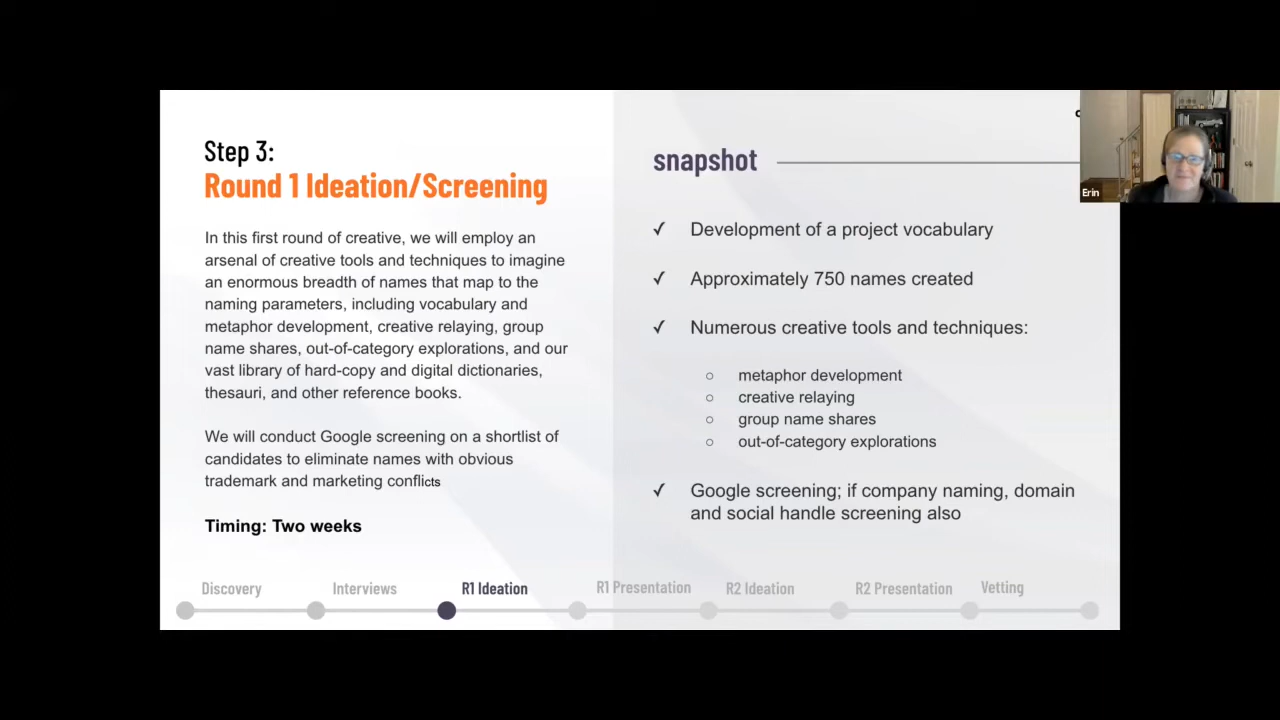 Step 3:
Round 1 Ideation/Screening
In this first round of creative, we will employ an
arsenal of creative tools and techniques to imagine
an enormous breadth of names that map to the
naming parameters, including vocabulary and
metaphor development, creative relaying, group
name shares, out-of-category explorations, and our
vast library of hard-copy and digital dictionaries,
thesauri, and other reference books.
We will conduct Google screening on a shortlist of
candidates to eliminate names with obvious
trademark and marketing conflicts
Timing: Two weeks
snapshot
✓ Development of a project vocabulary
✓ Approximately 750 names created
✓ Numerous creative tools and techniques:
○ metaphor development
○ creative relaying
○ group name shares
○ out-of-category explorations
✓ Google screening; if company naming, domain
and social handle screening also
Erin
Discovery Interviews R1 Ideation R1 Presentation R2 Ideation R2 Presentation Vetting